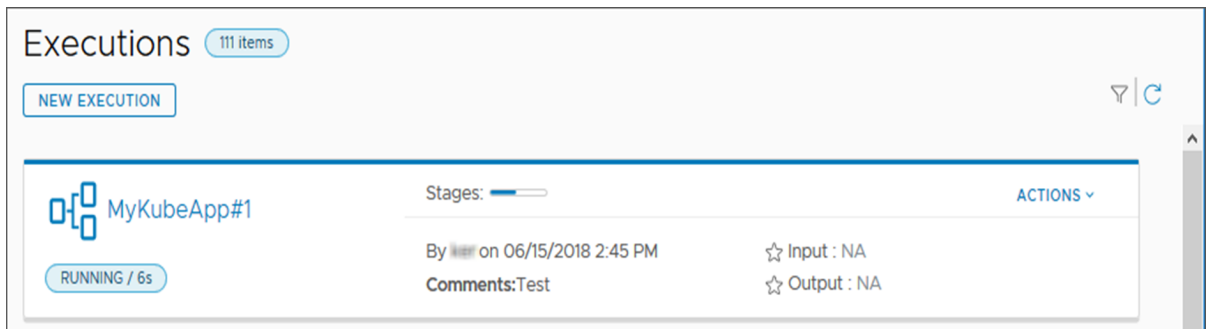 Executions 111 items
NEW EXECUTION
MyKubeApp#1
RUNNING / 6s
Stages:
ACTIONS
By on 06/15/2018 2:45 PM
Comments:Test
Input : NA
Output : NA